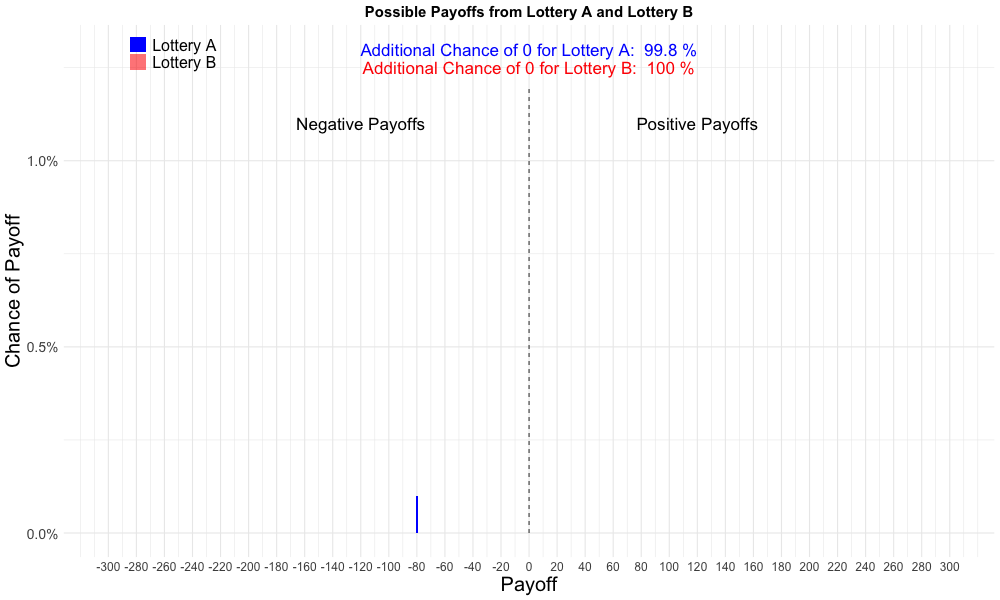 Possible Payoffs from Lottery A and Lottery B
Lottery A
Lottery B
Additional Chance of 0 for Lottery A: 99.8 %
Additional Chance of 0 for Lottery B: 100 %
Negative Payoffs
Positive Payoffs
Chance of Payoff
1.0%
0.5%
0.0%
-300 -280 -260 -240 -220 -200 -180 -160 -140 -120 -100 -80 -60 -40 -20 0 20 40 60 80 100 120 140 160 180 200 220 240 260 280 300
Payoff